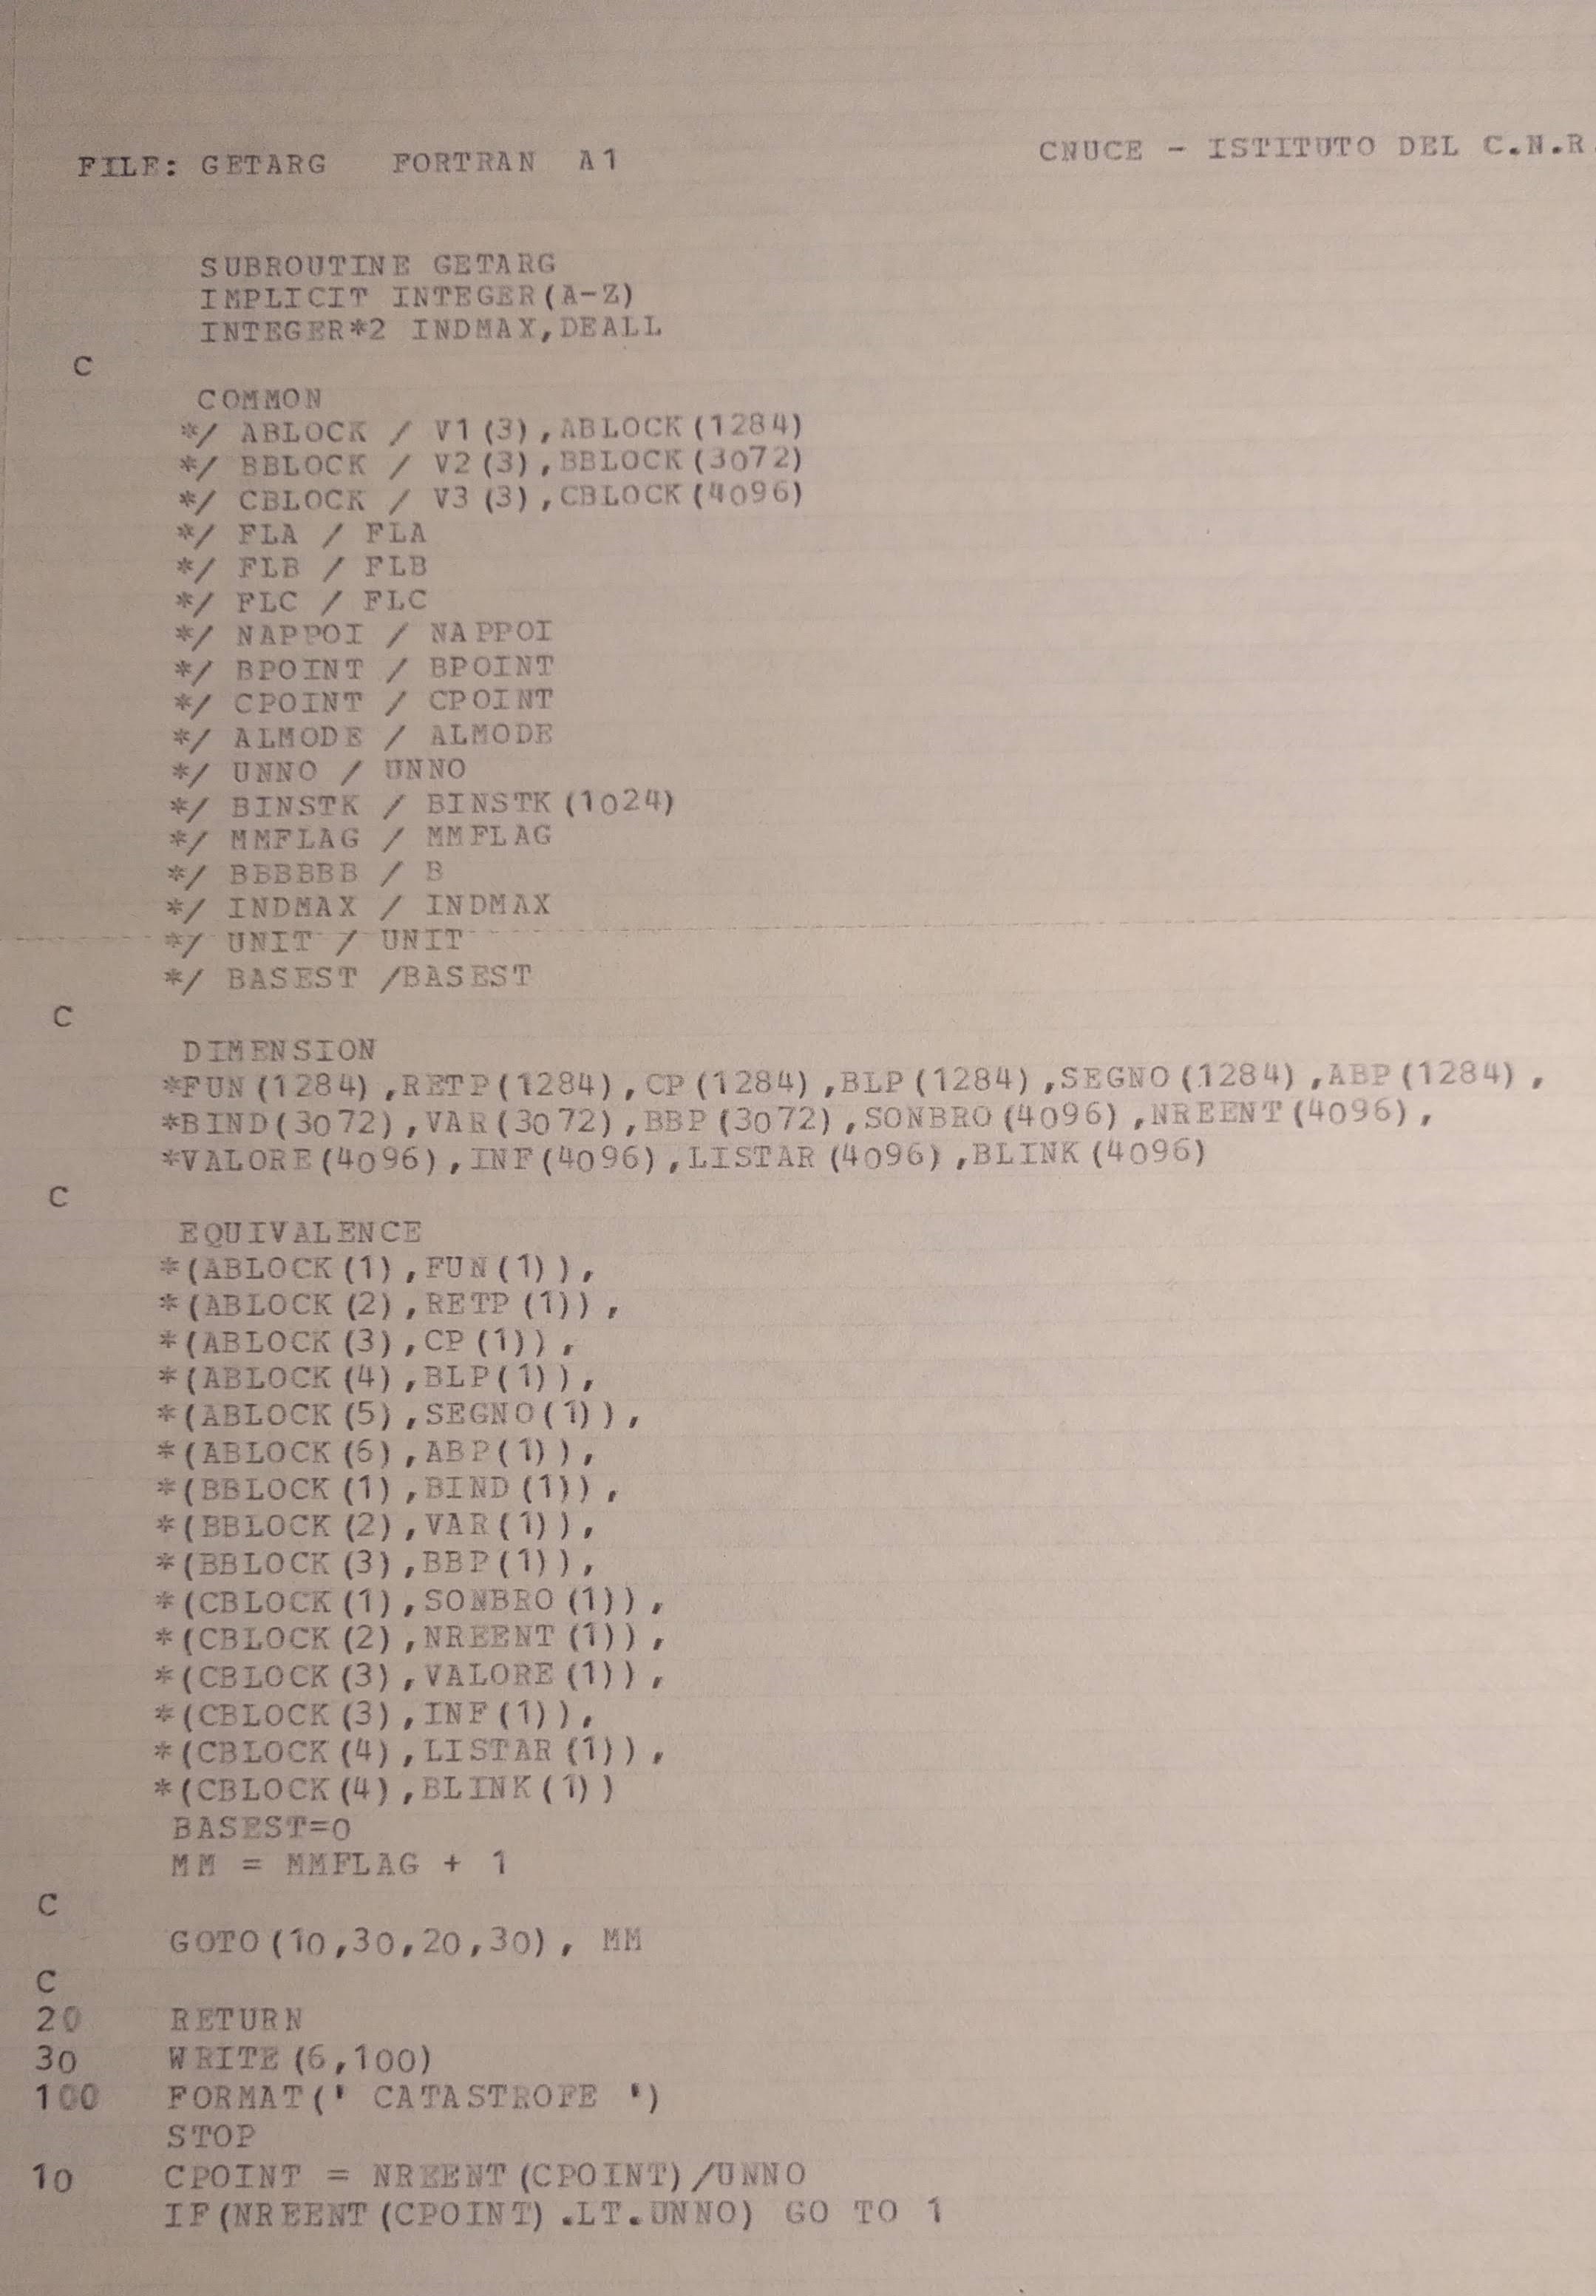 FILE: GETARG   FORTRAN  A1                    CNUCE - ISTITUTO DEL C.N.R.
      SUBROUTINE GETARG
      IMPLICIT INTEGER(A-Z)
      INTEGER*2 INDMAX,DEALL
C
      COMMON
     */ ABLOCK / V1(3),ABLOCK(1284)
     */ BBLOCK / V2(3),BBLOCK(3072)
     */ CBLOCK / V3(3),CBLOCK(4096)
     */ FLA / FLA
     */ FLB / FLB
     */ FLC / FLC
     */ NAPPOI / NAPPOI
     */ BPOINT / BPOINT
     */ CPOINT / CPOINT
     */ ALMODE / ALMODE
     */ UNNO / UNNO
     */ BINSTK / BINSTK(1024)
     */ MMFLAG / MMFLAG
     */ BBBBBB / B
     */ INDMAX / INDMAX
     */ UNIT / UNIT
     */ BASEST /BASEST
C
      DIMENSION
     *FUN(1284),RETP(1284),CP(1284),BLP(1284),SEGNO(1284),ABP(1284),
     *BIND(3072),VAR(3072),BBP(3072),SONBRO(4096),NREENT(4096),
     *VALORE(4096),INF(4096),LISTAR(4096),BLINK(4096)
C
      EQUIVALENCE
     *(ABLOCK(1),FUN(1)),
     *(ABLOCK(2),RETP(1)),
     *(ABLOCK(3),CP(1)),
     *(ABLOCK(4),BLP(1)),
     *(ABLOCK(5),SEGNO(1)),
     *(ABLOCK(6),ABP(1)),
     *(BBLOCK(1),BIND(1)),
     *(BBLOCK(2),VAR(1)),
     *(BBLOCK(3),BBP(1)),
     *(CBLOCK(1),SONBRO(1)),
     *(CBLOCK(2),NREENT(1)),
     *(CBLOCK(3),VALORE(1)),
     *(CBLOCK(3),INF(1)),
     *(CBLOCK(4),LISTAR(1)),
     *(CBLOCK(4),BLINK(1))
      BASEST=0
      MM = MMFLAG + 1
C
      GOTO(10,30,20,30), MM
C
20    RETURN
30    WRITE(6,100)
100   FORMAT(' CATASTROFE ')
      STOP
10    CPOINT = NREENT(CPOINT)/UNNO
      IF(NREENT(CPOINT).LT.UNNO) GO TO 1